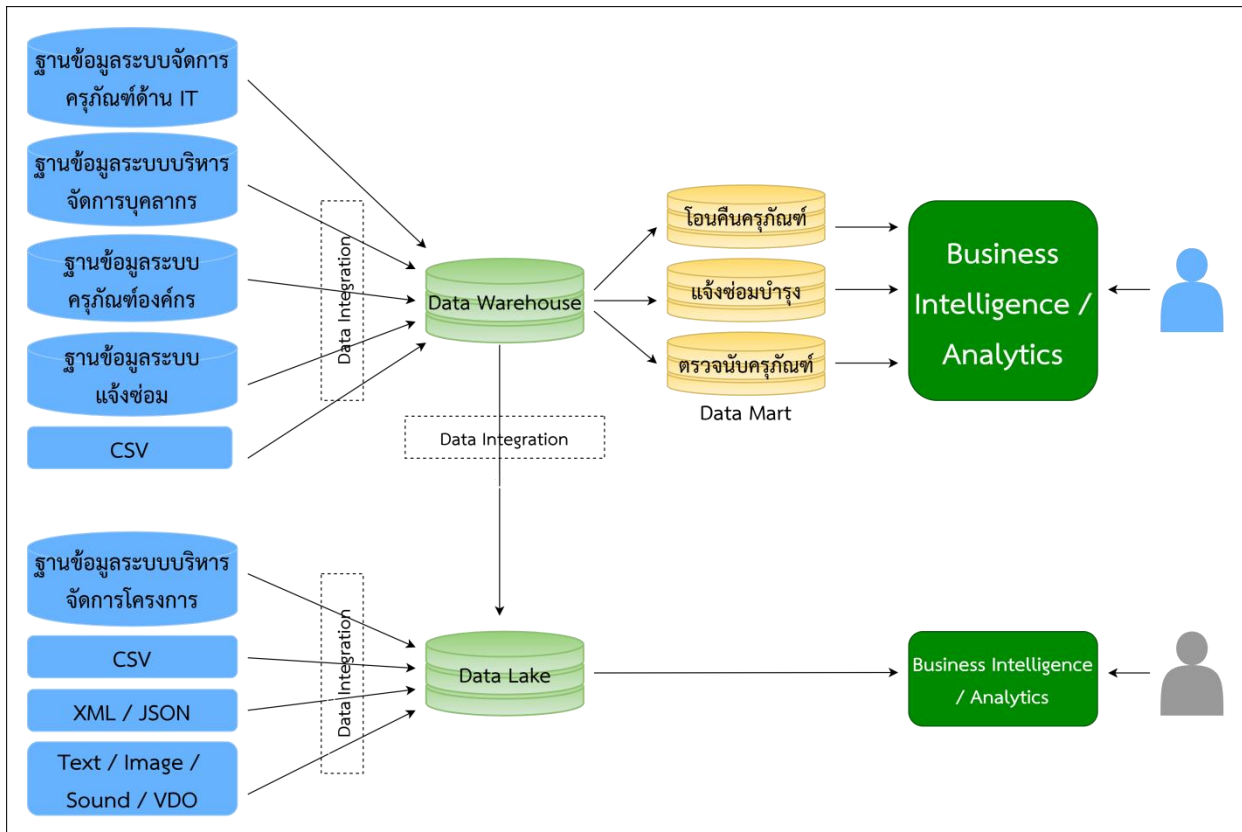 ฐานข้อมูลระบบจัดการ
ครุภัณฑ์ด้าน IT
ฐานข้อมูลระบบบริหาร
จัดการบุคลากร
ฐานข้อมูลระบบ
ครุภัณฑ์องค์กร
ฐานข้อมูลระบบ
แจ้งซ่อม
CSV
Data Integration
Data Warehouse
โอนคืนครุภัณฑ์
แจ้งซ่อมบำรุง
ตรวจนับครุภัณฑ์
Data Mart
Business
Intelligence /
Analytics
Data Integration
ฐานข้อมูลระบบบริหาร
จัดการโครงการ
CSV
XML / JSON
Text / Image /
Sound / VDO
Data Integration
Data Lake
Business Intelligence
/ Analytics